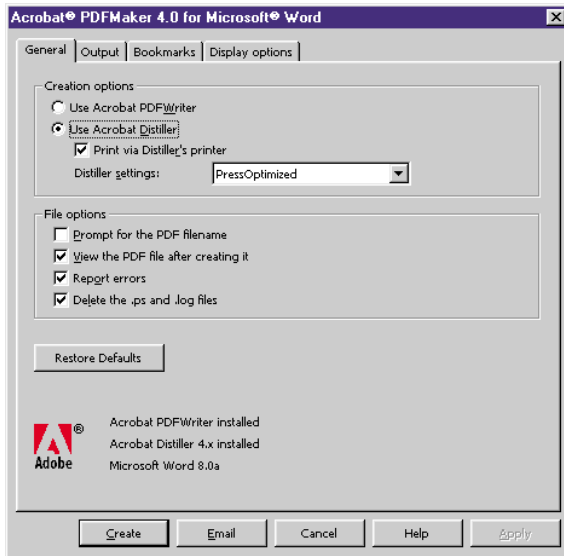 Acrobat® PDFMaker 4.0 for Microsoft® Word
General Output Bookmarks Display options
Creation options
Use Acrobat PDFWriter
Use Acrobat Distiller
Print via Distiller's printer
Distiller settings: PressOptimized
File options
Prompt for the PDF filename
View the PDF file after creating it
Report errors
Delete the .ps and .log files
Restore Defaults
Acrobat PDFWriter installed
Acrobat Distiller 4.x installed
Microsoft Word 8.0a
®
Adobe
Create Email Cancel Help Apply